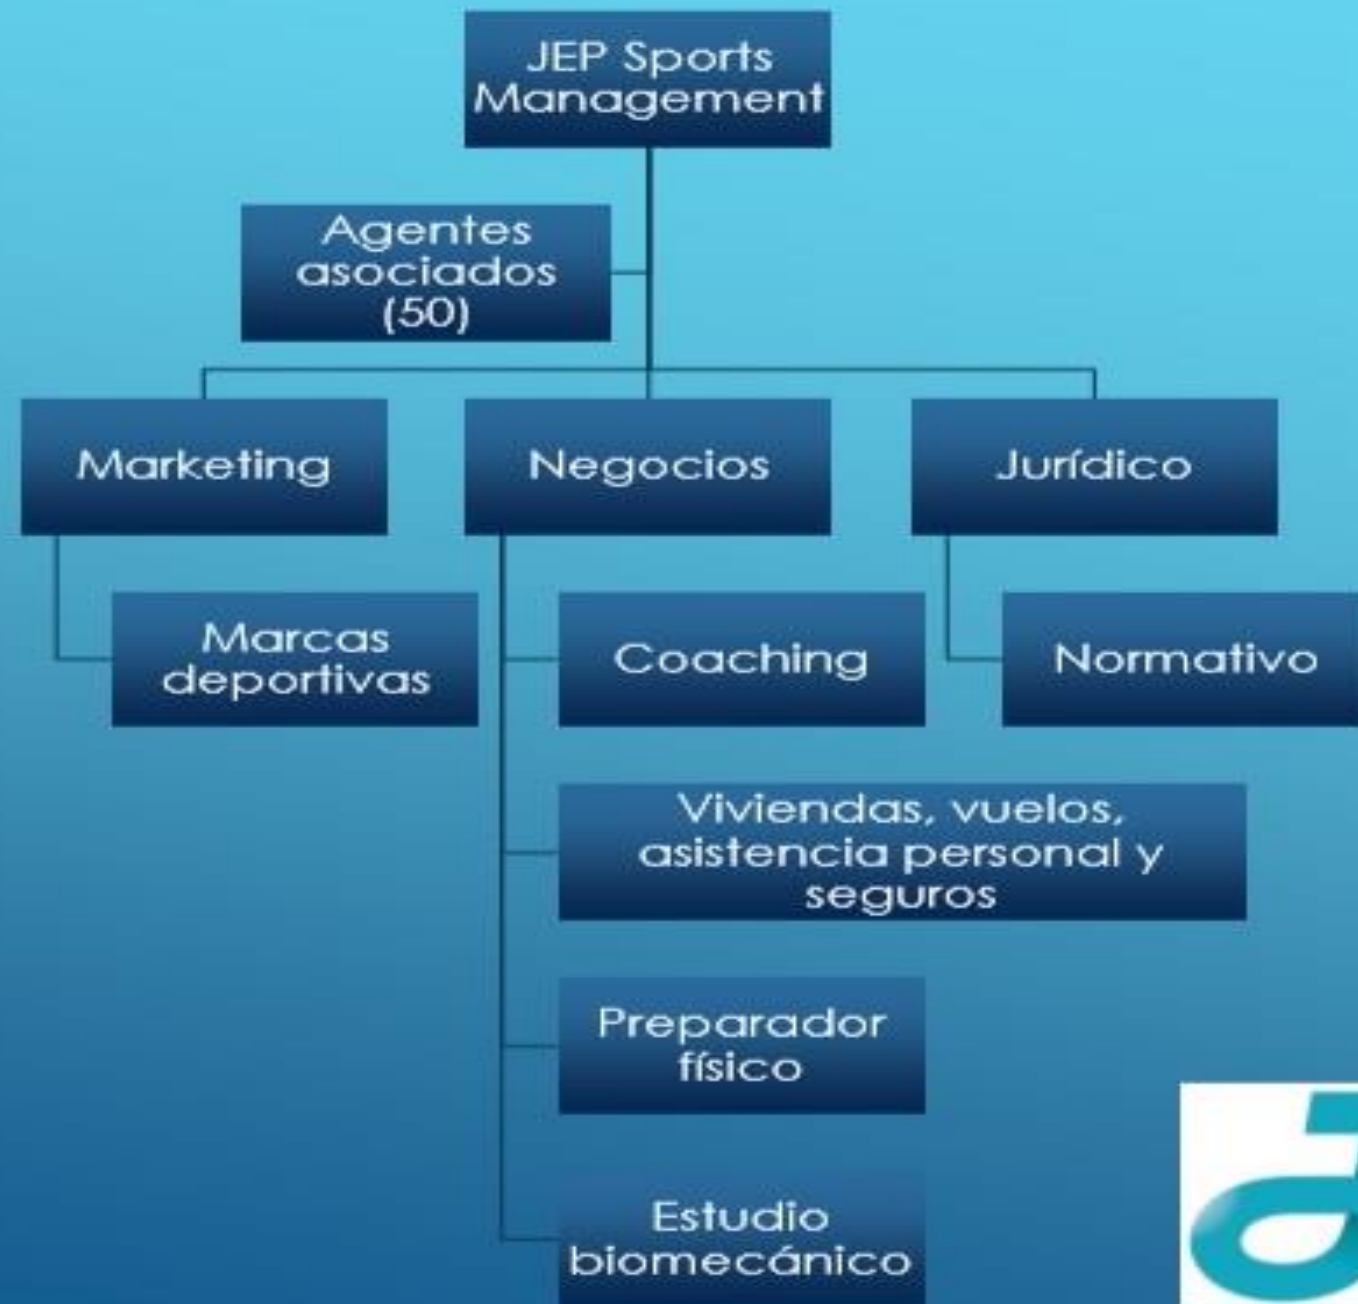 JEP Sports
Management
Agentes
asociados
(50)
Marketing
Negocios
Jurídico
Marcas
deportivas
Coaching
Normativo
Viviendas, vuelos,
asistencia personal y
seguros
Preparador
físico
Estudio
biomecánico